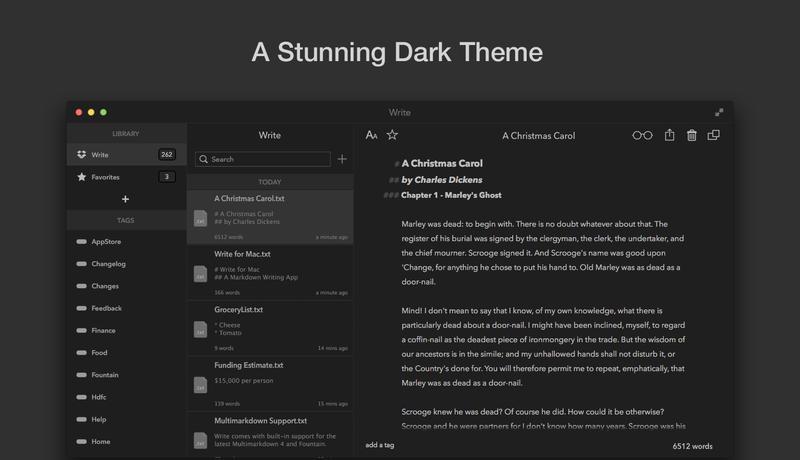 A Stunning Dark Theme
Write
LIBRARY
Write 262
Favorites 3
+
TAGS
AppStore
Changelog
Changes
Feedback
Finance
Food
Fountain
Hdfc
Help
Home
Write
Search +
TODAY
A Christmas Carol.txt
.txt
# A Christmas Carol
## by Charles Dickens
6512 words a minute ago
Write for Mac.txt
.txt
# Write for Mac
## A Markdown Writing App
366 words a minute ago
GroceryList.txt
.txt
* Cheese
* Tomato
9 words 14 mins ago
Funding Estimate.txt
.txt
$15,000 per person
139 words 15 mins ago
Multimarkdown Support.txt
.txt
Write comes with built-in support for the
latest Multimarkdown 4 and Fountain.
AA A Christmas Carol
# A Christmas Carol
## by Charles Dickens
### Chapter 1 - Marley's Ghost
Marley was dead: to begin with. There is no doubt whatever about that. The
register of his burial was signed by the clergyman, the clerk, the undertaker, and
the chief mourner. Scrooge signed it. And Scrooge's name was good upon
'Change, for anything he chose to put his hand to. Old Marley was as dead as a
door-nail.
Mind! I don't mean to say that I know, of my own knowledge, what there is
particularly dead about a door-nail. I might have been inclined, myself, to regard
a coffin-nail as the deadest piece of ironmongery in the trade. But the wisdom of
our ancestors is in the simile; and my unhallowed hands shall not disturb it, or
the Country's done for. You will therefore permit me to repeat, emphatically, that
Marley was as dead as a door-nail.
Scrooge knew he was dead? Of course he did. How could it be otherwise?
Scrooge and he were partners for I don't know how many years. Scrooge was his
add a tag 6512 words